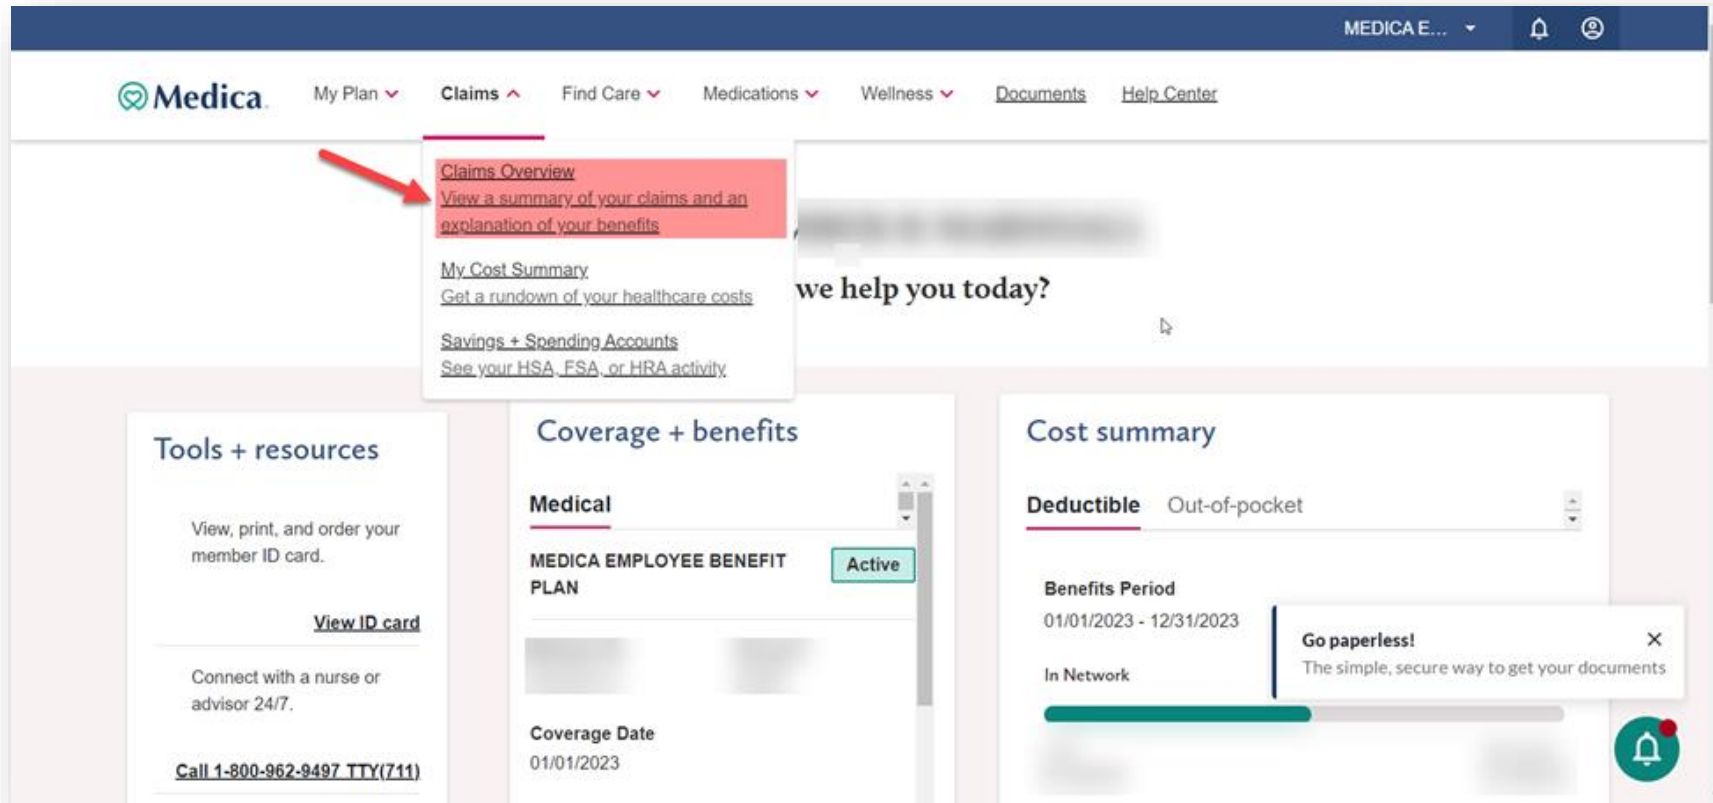 MEDICA E...
Medica
My Plan
Claims
Find Care
Medications
Wellness
Documents
Help Center
Claims Overview
View a summary of your claims and an
explanation of your benefits
My Cost Summary
Get a rundown of your healthcare costs
Savings + Spending Accounts
See your HSA, FSA, or HRA activity
we help you today?
Tools + resources
View, print, and order your
member ID card.
View ID card
Connect with a nurse or
advisor 24/7.
Call 1-800-962-9497 TTY(711)
Coverage + benefits
Medical
MEDICA EMPLOYEE BENEFIT
PLAN
Active
Coverage Date
01/01/2023
Cost summary
Deductible
Out-of-pocket
Benefits Period
01/01/2023 - 12/31/2023
In Network
Go paperless!
The simple, secure way to get your documents